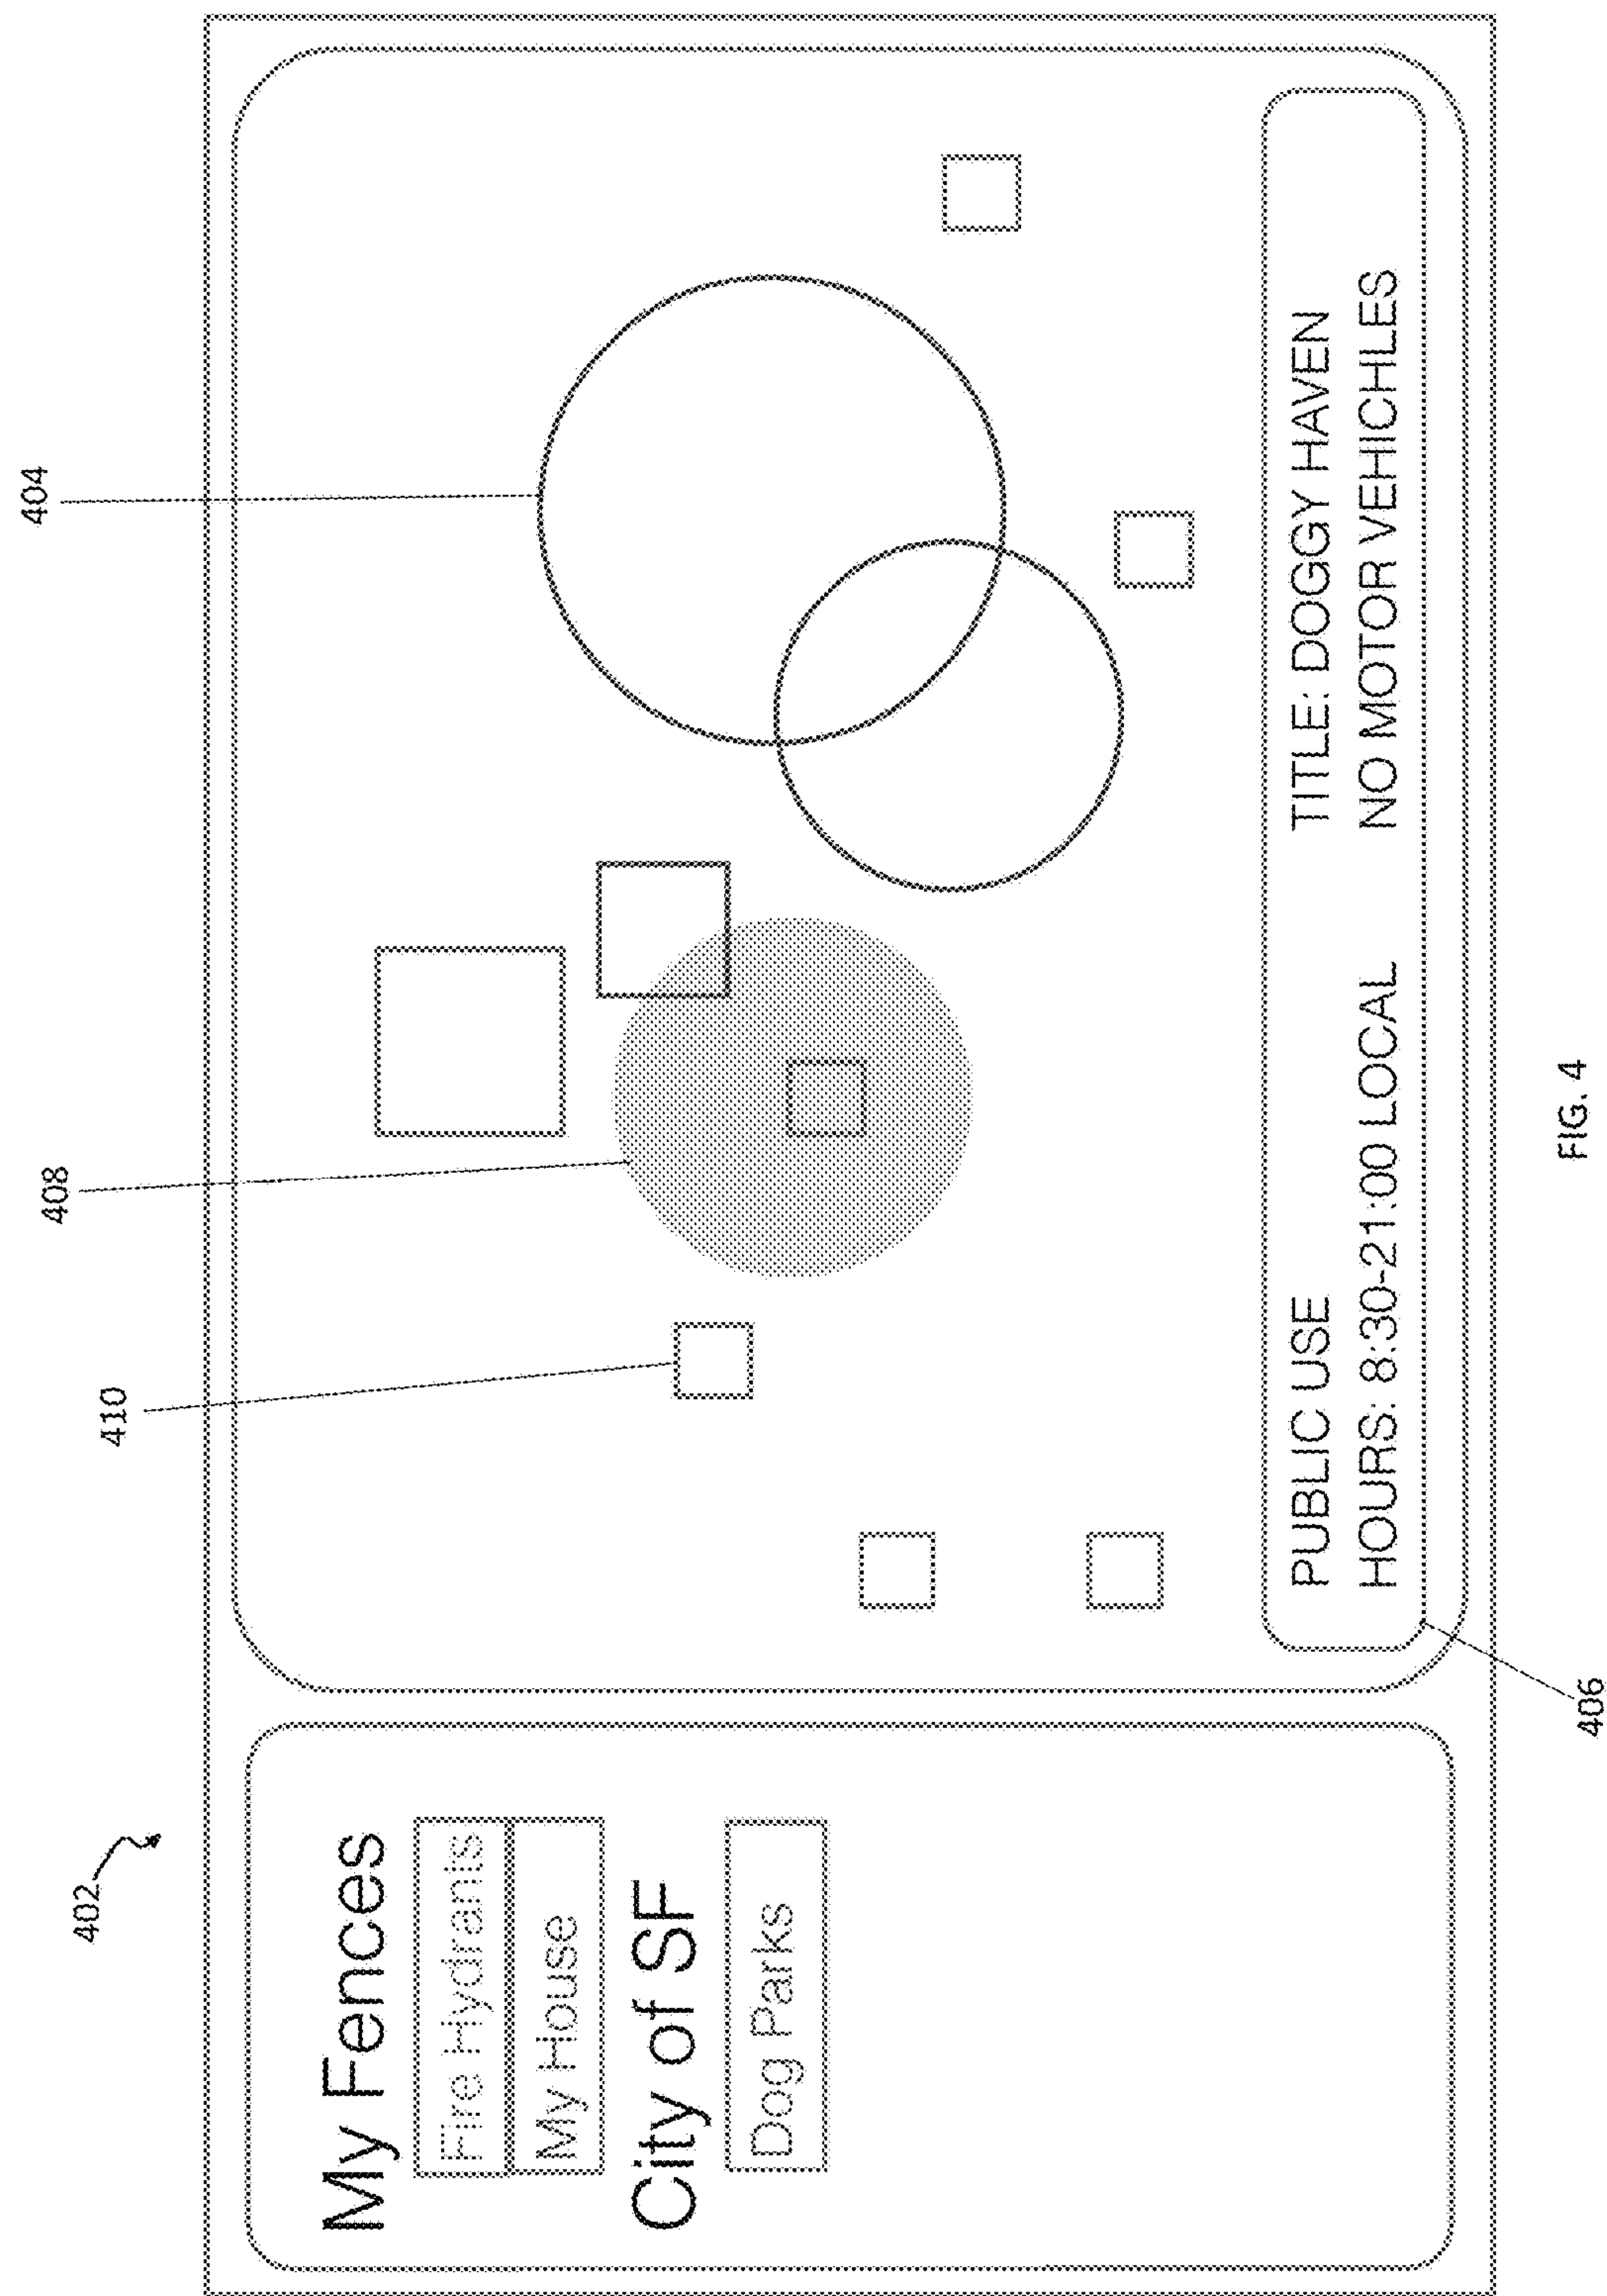 402
My Fences
Fire Hydrants
My House
City of SF
Dog Parks
410
408
404
PUBLIC USE
HOURS: 8:30-21:00 LOCAL
TITLE: DOGGY HAVEN
NO MOTOR VEHICHLES
406
FIG. 4